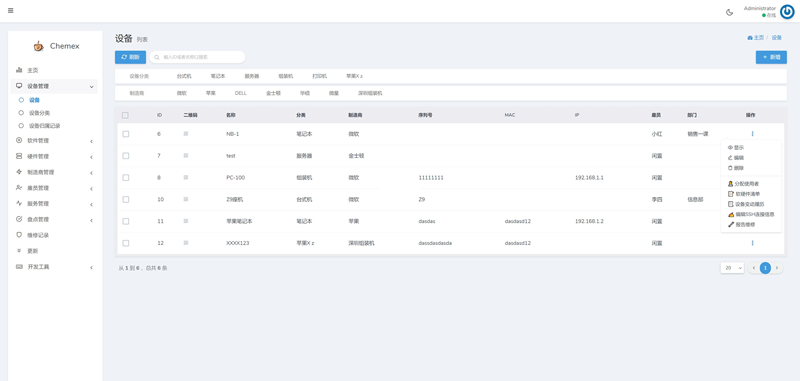 Administrator
在线
Chemex
设备 列表
主页 / 设备
刷新
输入ID或者名称以搜索
+ 新增
主页
设备管理
设备
设备分类
设备归属记录
软件管理
硬件管理
制造商管理
雇员管理
服务管理
盘点管理
维修记录
更新
开发工具
设备分类 台式机 笔记本 服务器 组装机 打印机 苹果X z
制造商 微软 苹果 DELL 金士顿 华硕 微星 深圳组装机
ID 二维码 名称 分类 制造商 序列号 MAC IP 雇员 部门 操作
6 NB-1 笔记本 微软 小红 销售一课
7 test 服务器 金士顿 闲置
8 PC-100 组装机 微软 11111111 192.168.1.1 闲置
10 Z9座机 台式机 微软 Z9 李四 信息部
11 苹果笔记本 笔记本 苹果 dasdac dasdasd12 192.168.1.2 闲置
12 XXXX123 苹果X z 深圳组装机 dasxdasdasda dasdasd12 闲置
显示
编辑
删除
分配使用者
软硬件清单
设备变动履历
编辑SSH连接信息
报告维修
从 1 到 6 ，总共 6 条
20
1